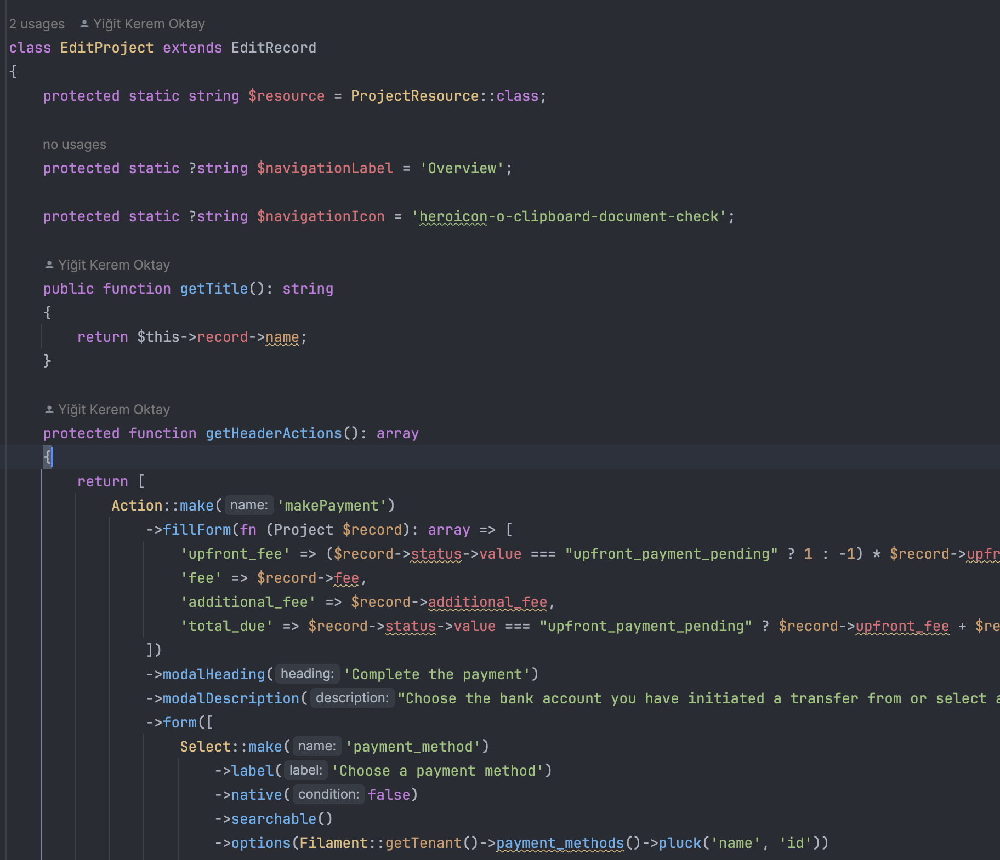 2 usages Yiğit Kerem Oktay
class EditProject extends EditRecord
{
protected static string $resource = ProjectResource::class;
no usages
protected static ?string $navigationLabel = 'Overview';
protected static ?string $navigationIcon = 'heroicon-o-clipboard-document-check';
Yiğit Kerem Oktay
public function getTitle(): string
{
return $this->record->name;
}
Yiğit Kerem Oktay
protected function getHeaderActions(): array
{
return [
Action::make( name: 'makePayment')
->fillForm(fn (Project $record): array => [
'upfront_fee' => ($record->status->value === "upfront_payment_pending" ? 1 : -1) * $record->upfr
'fee' => $record->fee,
'additional_fee' => $record->additional_fee,
'total_due' => $record->status->value === "upfront_payment_pending" ? $record->upfront_fee + $re
])
->modalHeading( heading: 'Complete the payment')
->modalDescription( description: "Choose the bank account you have initiated a transfer from or select a
->form([
Select::make( name: 'payment_method')
->label( label: 'Choose a payment method')
->native( condition: false)
->searchable()
->options(Filament::getTenant()->payment_methods()->pluck('name', 'id'))